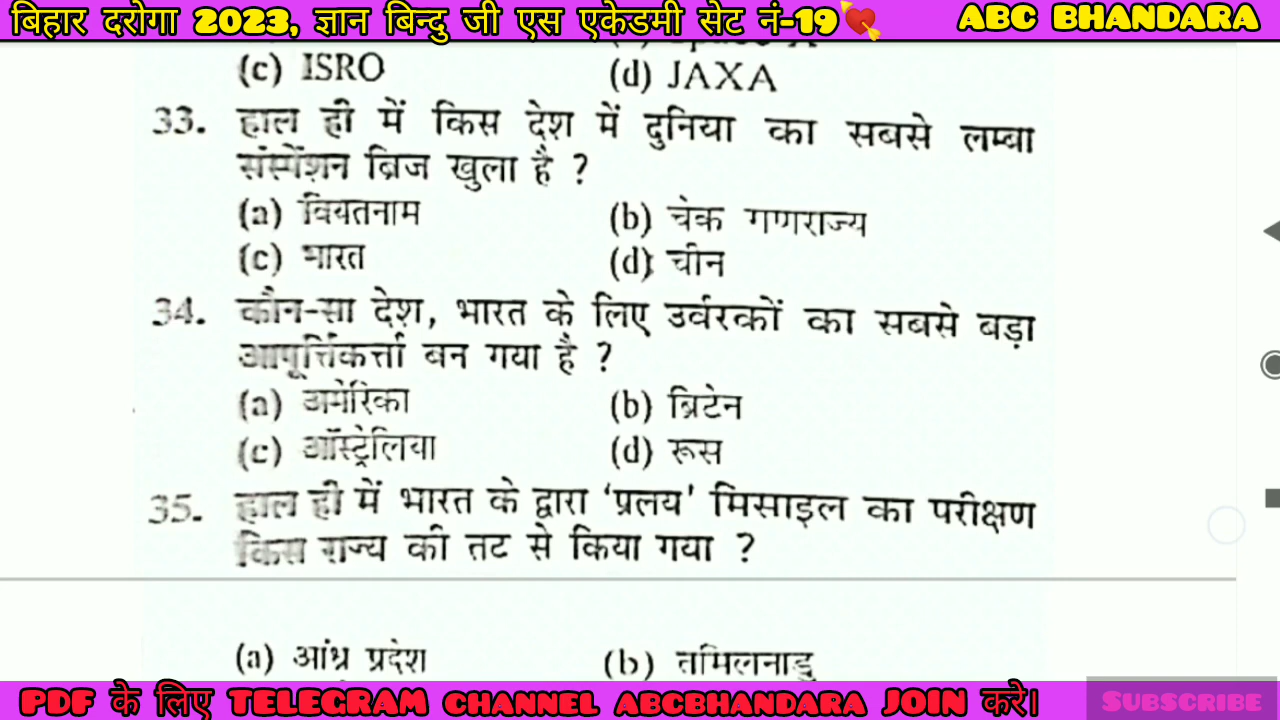 बिहार दरोगा 2023, ज्ञान बिन्दु जी एस एकेडमी सेट नं-19
ABC BHANDARA
(c) ISRO (d) JAXA
33. हाल ही में किस देश में दुनिया का सबसे लम्बा
संस्पेंशन ब्रिज खुला है ?
(a) वियतनाम (b) चेक गणराज्य
(c) भारत (d) चीन
34. कौन-सा देश, भारत के लिए उर्वरकों का सबसे बड़ा
आपूर्त्तिकर्त्ता बन गया है ?
(a) अमेरिका (b) ब्रिटेन
(c) ऑस्ट्रेलिया (d) रूस
35. हाल ही में भारत के द्वारा ‘प्रलय’ मिसाइल का परीक्षण
किस राज्य की तट से किया गया ?
(a) आंध्र प्रदेश (b) तमिलनाडु
PDF के लिए TELEGRAM CHANNEL ABCBHANDARA JOIN करे।
SUBSCRIBE